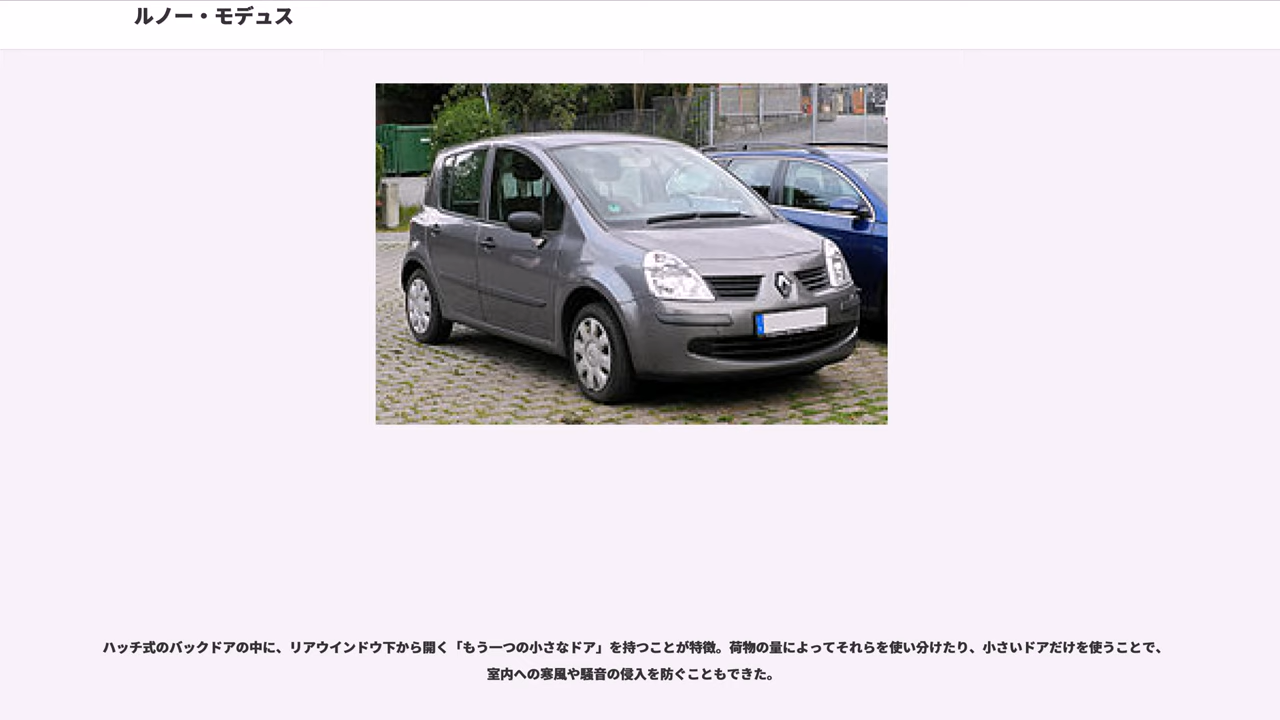 ルノー・モデュス
ハッチ式のバックドアの中に、リアウインドウ下から開く「もう一つの小さなドア」を持つことが特徴。荷物の量によってそれらを使い分けたり、小さいドアだけを使うことで、
室内への寒風や騒音の侵入を防ぐこともできた。